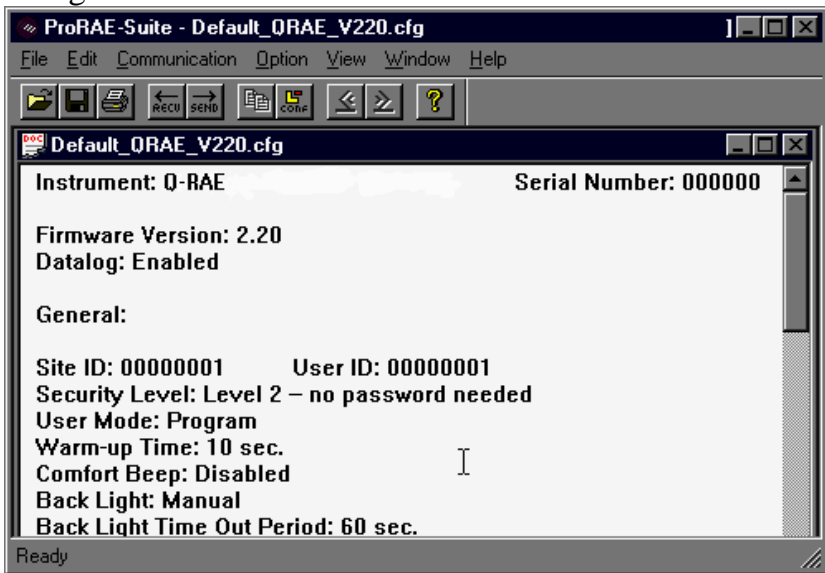 ProRAE-Suite - Default_QRAE_V220.cfg
File Edit Communication Option View Window Help
RECV SEND CONF ?
DOC Default_QRAE_V220.cfg
Instrument: Q-RAE Serial Number: 000000
Firmware Version: 2.20
Datalog: Enabled
General:
Site ID: 00000001 User ID: 00000001
Security Level: Level 2 – no password needed
User Mode: Program
Warm-up Time: 10 sec.
Comfort Beep: Disabled
Back Light: Manual
Back Light Time Out Period: 60 sec.
Ready